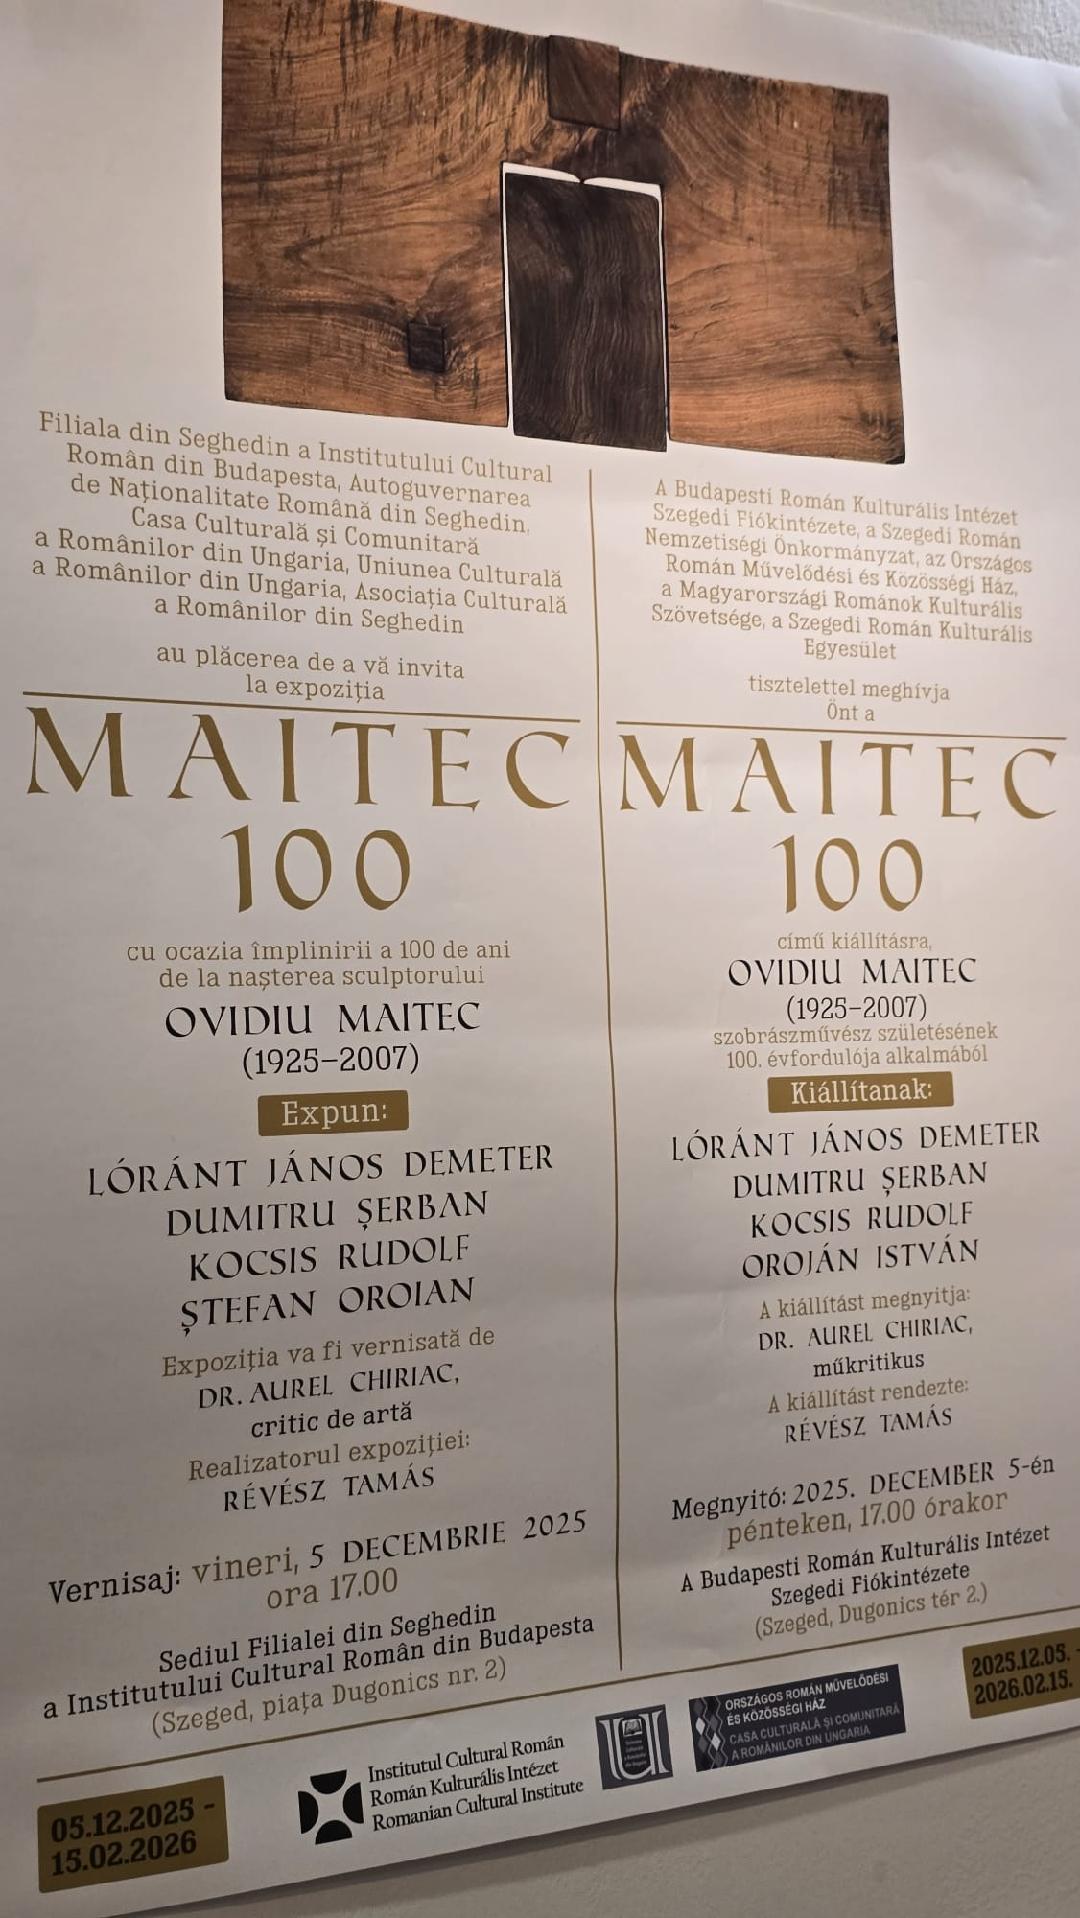 Filiala din Seghedin a Institutului Cultural
Român din Budapesta, Autoguvernarea
de Naționalitate Română din Seghedin,
Casa Culturală și Comunitară
a Românilor din Ungaria, Uniunea Culturală
a Românilor din Ungaria, Asociația Culturală
a Românilor din Seghedin
au plăcerea de a vă invita
la expoziția
MAITEC
100
cu ocazia împlinirii a 100 de ani
de la nașterea sculptorului
OVIDIU MAITEC
(1925–2007)
Expun:
LÓRÁNT JÁNOS DEMETER
DUMITRU ȘERBAN
KOCSIS RUDOLF
ȘTEFAN OROIAN
Expoziția va fi vernisată de
DR. AUREL CHIRIAC,
critic de artă
Realizatorul expoziției:
RÉVÉSZ TAMÁS
Vernisaj: vineri, 5 DECEMBRIE 2025
ora 17.00
Sediul Filialei din Seghedin
a Institutului Cultural Român din Budapesta
(Szeged, piața Dugonics nr. 2)
A Budapesti Román Kulturális Intézet
Szegedi Fiókintézete, a Szegedi Román
Nemzetiségi Önkormányzat, az Országos
Román Művelődési és Közösségi Ház,
a Magyarországi Románok Kulturális
Szövetsége, a Szegedi Román Kulturális
Egyesület
tisztelettel meghívja
Önt a
MAITEC
100
című kiállításra,
OVIDIU MAITEC
(1925–2007)
szobrászművész születésének
100. évfordulója alkalmából
Kiállítanak:
LÓRÁNT JÁNOS DEMETER
DUMITRU ȘERBAN
KOCSIS RUDOLF
OROJÁN ISTVÁN
A kiállítást megnyitja:
DR. AUREL CHIRIAC,
műkritikus
A kiállítást rendezte:
RÉVÉSZ TAMÁS
Megnyitó: 2025. DECEMBER 5-én
pénteken, 17.00 órakor
A Budapesti Román Kulturális Intézet
Szegedi Fiókintézete
(Szeged, Dugonics tér 2.)
05.12.2025 -
15.02.2026
Institutul Cultural Român
Román Kulturális Intézet
Romanian Cultural Institute
ORSZÁGOS ROMÁN MŰVELŐDÉSI
ÉS KÖZÖSSÉGI HÁZ
CASA CULTURALĂ ȘI COMUNITARĂ
A ROMÂNILOR DIN UNGARIA
2025.12.05. -
2026.02.15.